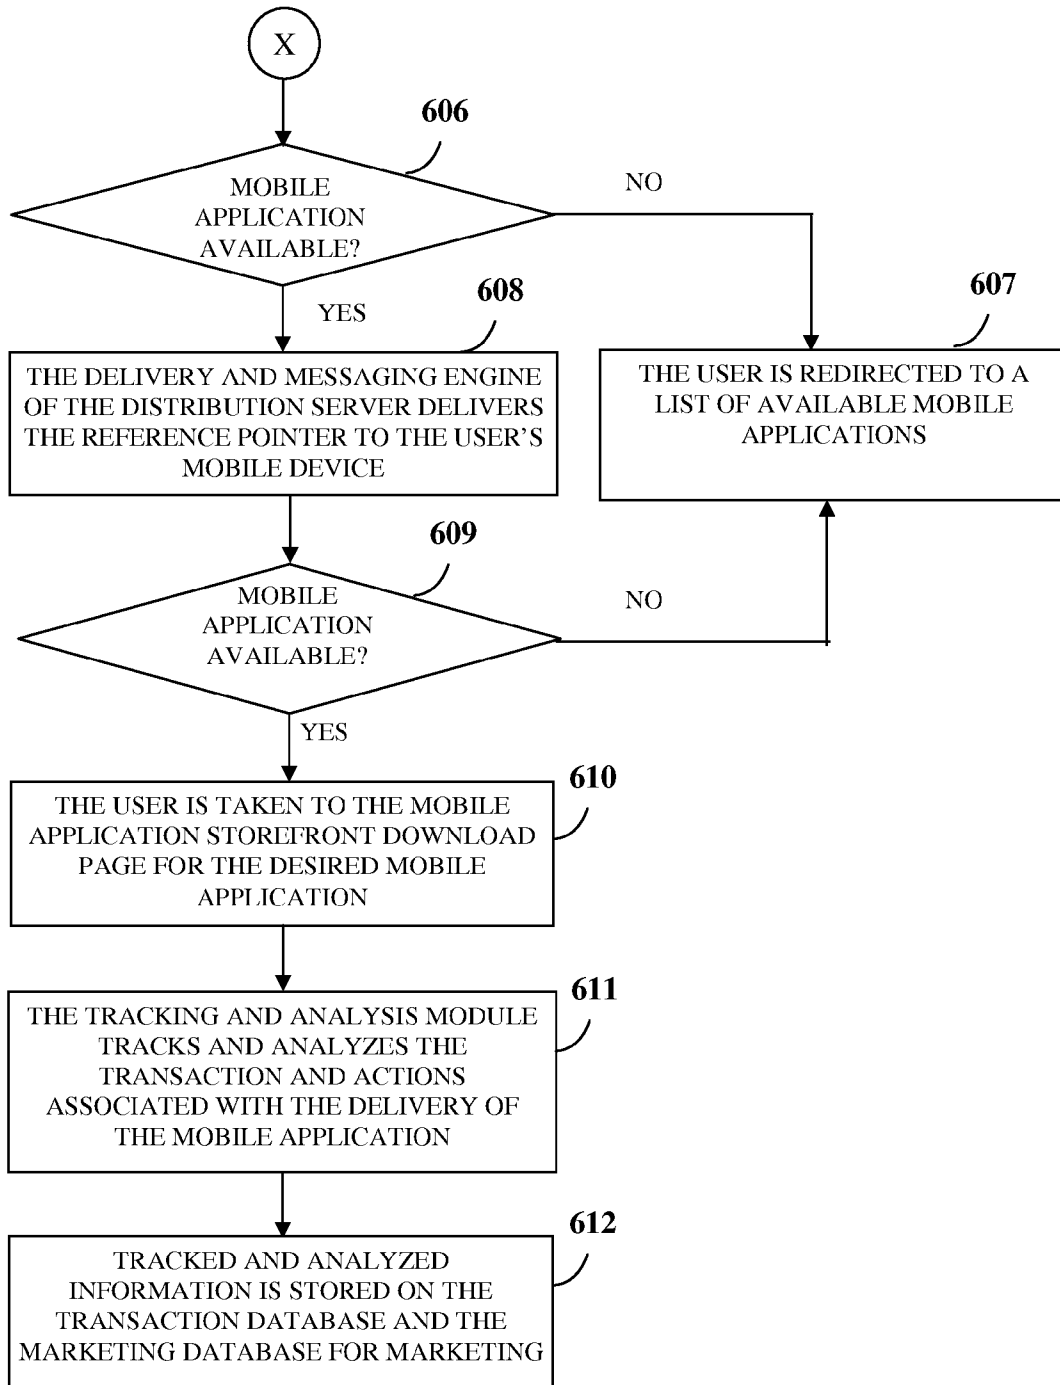 X
606
MOBILE
APPLICATION
AVAILABLE?
NO
YES
608
607
THE DELIVERY AND MESSAGING ENGINE
OF THE DISTRIBUTION SERVER DELIVERS
THE REFERENCE POINTER TO THE USER'S
MOBILE DEVICE
THE USER IS REDIRECTED TO A
LIST OF AVAILABLE MOBILE
APPLICATIONS
609
MOBILE
APPLICATION
AVAILABLE?
NO
YES
610
THE USER IS TAKEN TO THE MOBILE
APPLICATION STOREFRONT DOWNLOAD
PAGE FOR THE DESIRED MOBILE
APPLICATION
611
THE TRACKING AND ANALYSIS MODULE
TRACKS AND ANALYZES THE
TRANSACTION AND ACTIONS
ASSOCIATED WITH THE DELIVERY OF
THE MOBILE APPLICATION
612
TRACKED AND ANALYZED
INFORMATION IS STORED ON THE
TRANSACTION DATABASE AND THE
MARKETING DATABASE FOR MARKETING